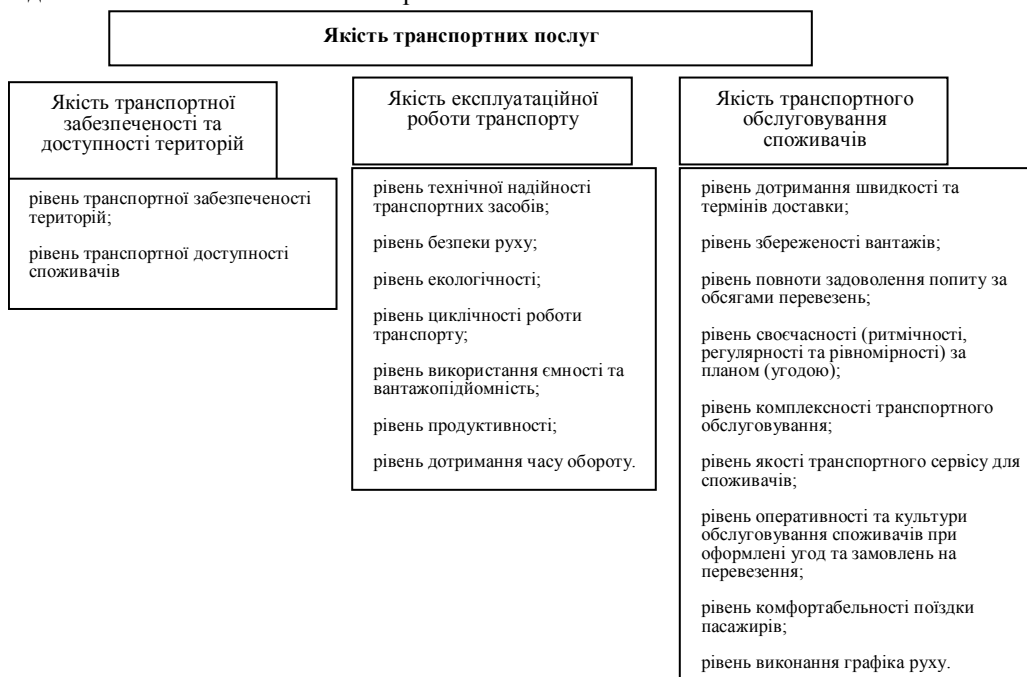 Якість транспортних послуг
Якість транспортної
забезпеченості та
доступності територій
рівень транспортної забезпеченості
територій;
рівень транспортної доступності
споживачів
Якість експлуатаційної
роботи транспорту
рівень технічної надійності
транспортних засобів;
рівень безпеки руху;
рівень екологічності;
рівень циклічності роботи
транспорту;
рівень використання ємності та
вантажопідйомність;
рівень продуктивності;
рівень дотримання часу обороту.
Якість транспортного
обслуговування
споживачів
рівень дотримання швидкості та
термінів доставки;
рівень збереженості вантажів;
рівень повноти задоволення попиту за
обсягами перевезень;
рівень своєчасності (ритмічності,
регулярності та рівномірності) за
планом (угодою);
рівень комплексності транспортного
обслуговування;
рівень якості транспортного сервісу для
споживачів;
рівень оперативності та культури
обслуговування споживачів при
оформлені угод та замовлень на
перевезення;
рівень комфортабельності поїздки
пасажирів;
рівень виконання графіка руху.